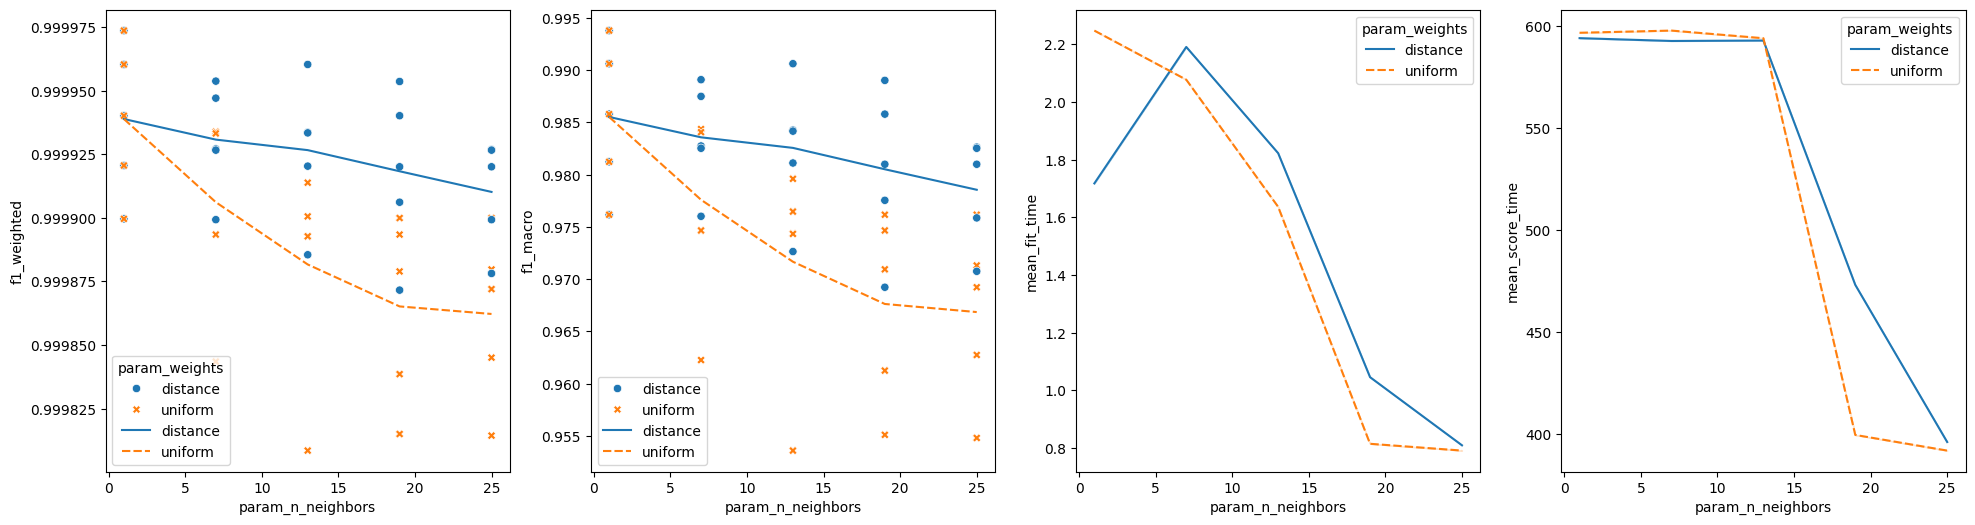 0.999975
0.999950
0.999925
0.999900
0.999875
0.999850
0.999825
f1_weighted
0 5 10 15 20 25
param_n_neighbors
param_weights
distance
uniform
distance
uniform
0.995
0.990
0.985
0.980
0.975
0.970
0.965
0.960
0.955
f1_macro
0 5 10 15 20 25
param_n_neighbors
distance
uniform
distance
uniform
2.2
2.0
1.8
1.6
1.4
1.2
1.0
0.8
mean_fit_time
0 5 10 15 20 25
param_n_neighbors
param_weights
distance
uniform
600
550
500
450
400
mean_score_time
0 5 10 15 20 25
param_n_neighbors
param_weights
distance
uniform